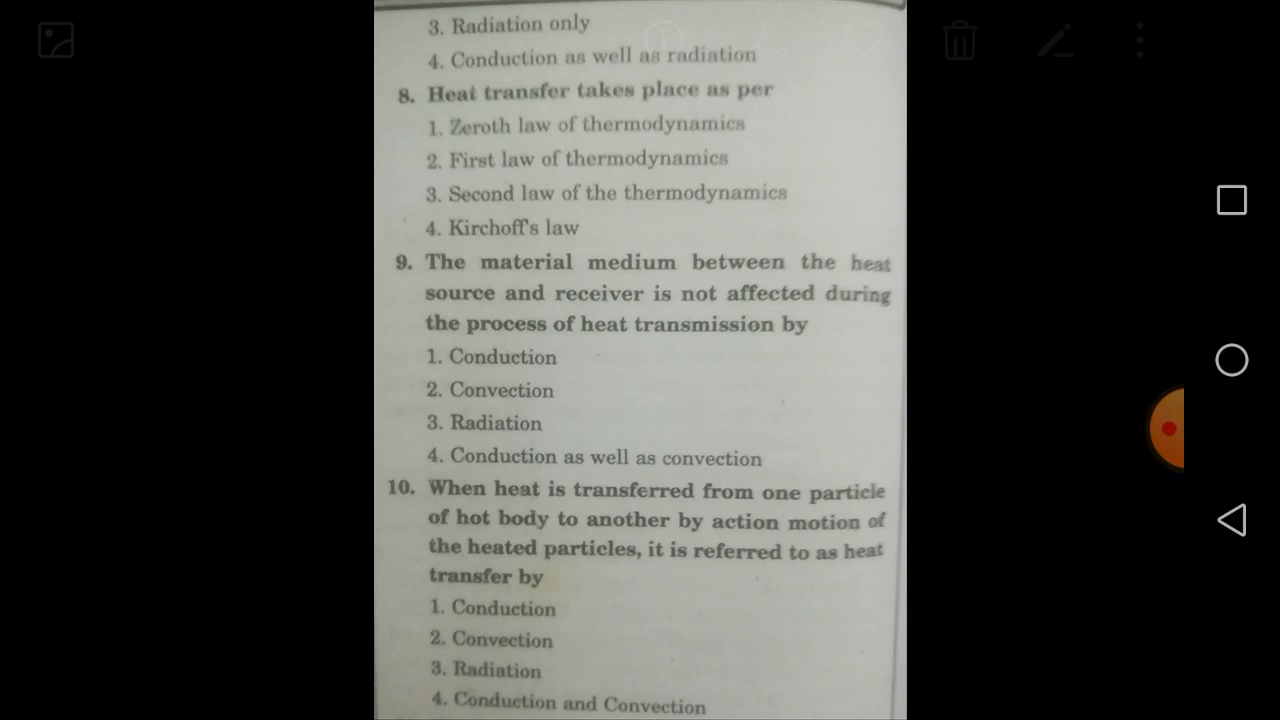 3. Radiation only
4. Conduction as well as radiation
8. Heat transfer takes place as per
1. Zeroth law of thermodynamics
2. First law of thermodynamics
3. Second law of the thermodynamics
4. Kirchoff's law
9. The material medium between the heat
source and receiver is not affected during
the process of heat transmission by
1. Conduction
2. Convection
3. Radiation
4. Conduction as well as convection
10. When heat is transferred from one particle
of hot body to another by action motion of
the heated particles, it is referred to as heat
transfer by
1. Conduction
2. Convection
3. Radiation
4. Conduction and Convection